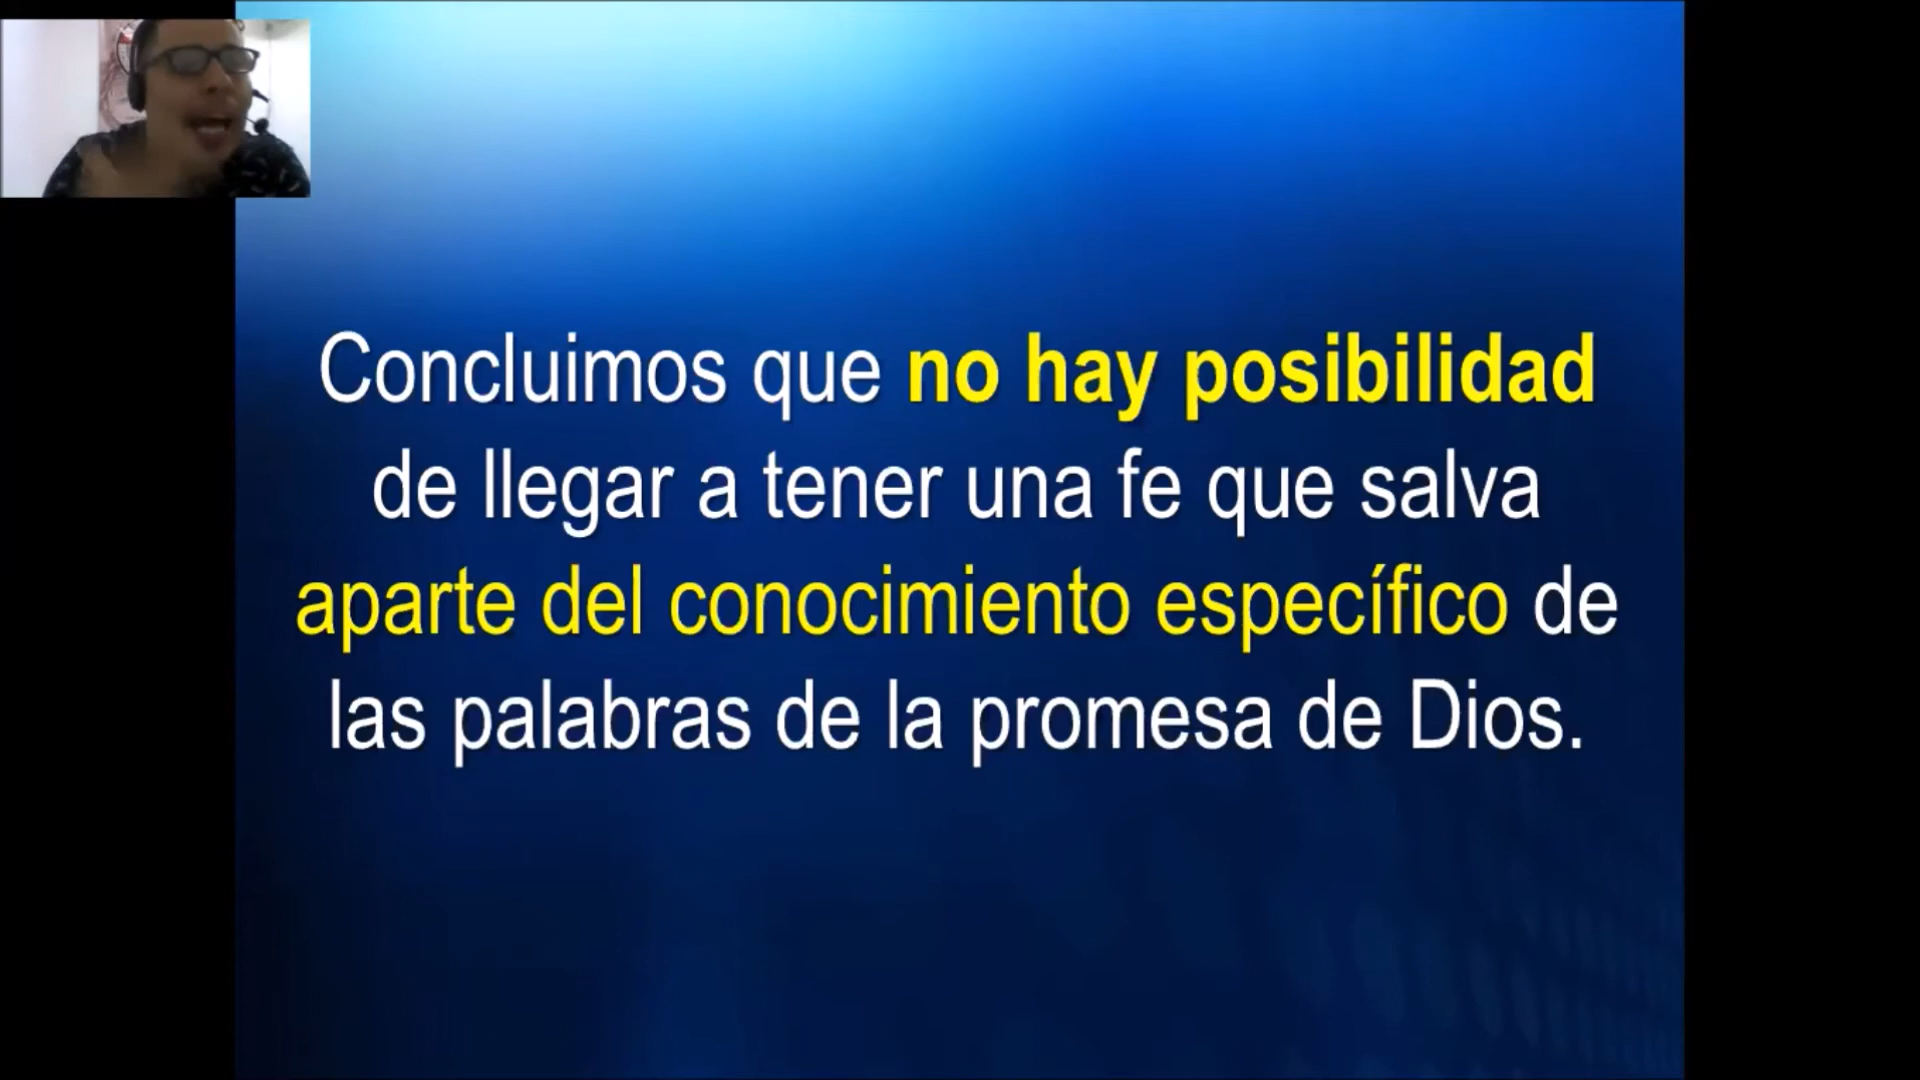 Concluimos que no hay posibilidad
de llegar a tener una fe que salva
aparte del conocimiento específico de
las palabras de la promesa de Dios.